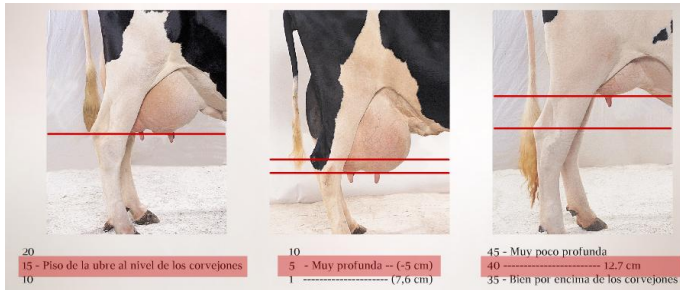 20
15 - Piso de la ubre al nivel de los corvejones
10
10
5 - Muy profunda -- (-5 cm)
1 --------------------- (7,6 cm)
45 - Muy poco profunda
40 ------------------------ 12.7 cm
35 - Bien por encima de los corvejones